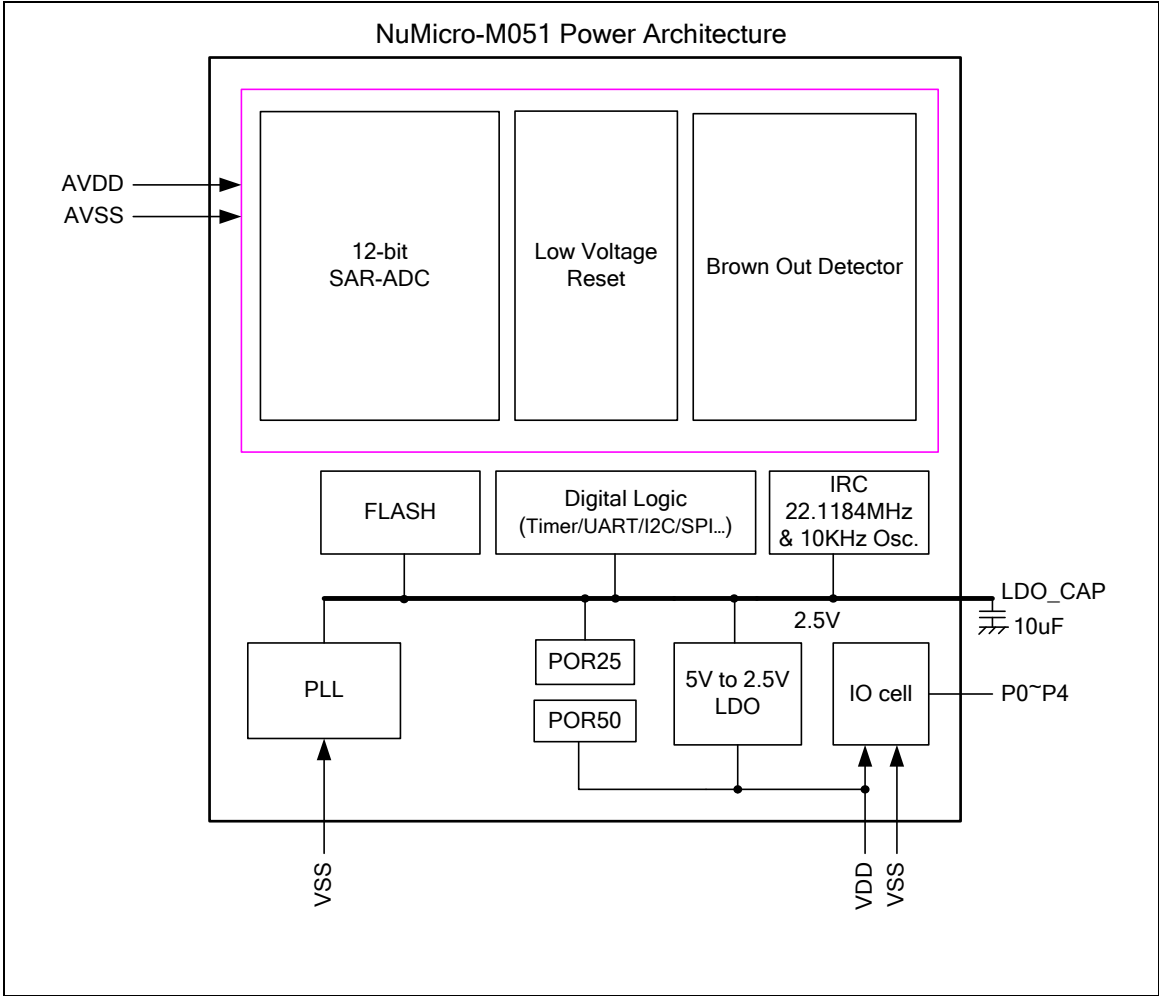 NuMicro-M051 Power Architecture
AVDD
AVSS
12-bit
SAR-ADC
Low Voltage
Reset
Brown Out Detector
FLASH
Digital Logic
(Timer/UART/I2C/SPI…)
IRC
22.1184MHz
& 10KHz Osc.
LDO_CAP
2.5V
10uF
PLL
POR25
POR50
5V to 2.5V
LDO
IO cell
P0~P4
VSS
VDD
VSS